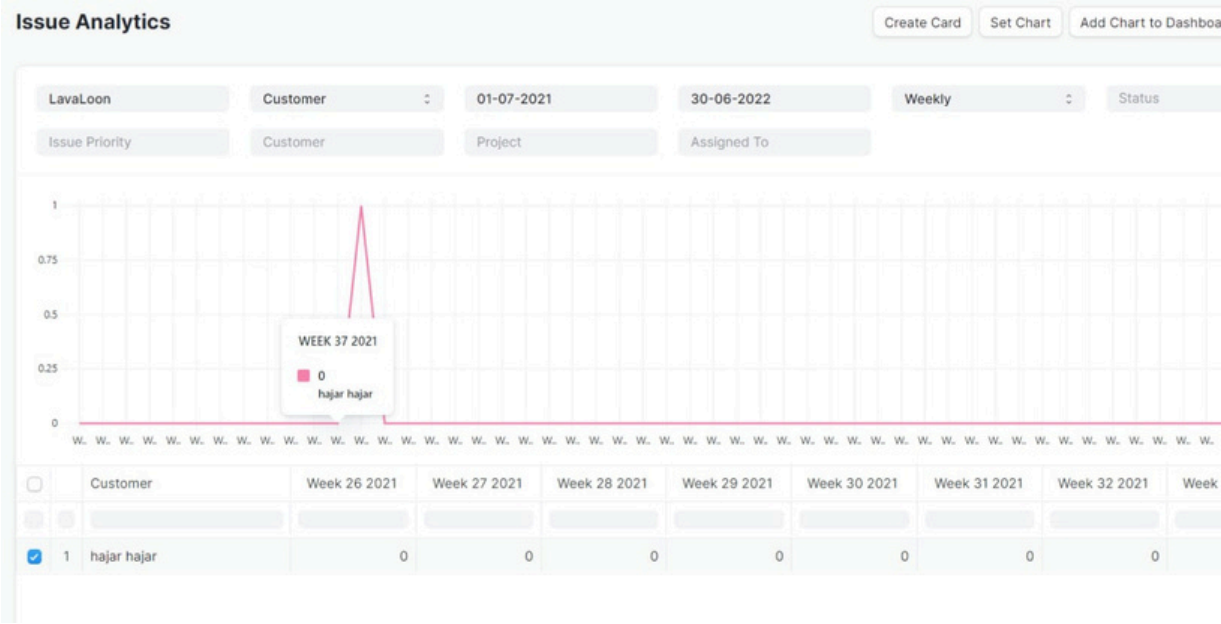 Issue Analytics
Create Card Set Chart Add Chart to Dashboa
LavaLoon Customer 01-07-2021 30-06-2022 Weekly Status
Issue Priority Customer Project Assigned To
1
0.75
0.5
0.25
0
WEEK 37 2021
0
hajar hajar
W.. W.. W.. W.. W.. W.. W.. W.. W.. W.. W.. W.. W.. W.. W.. W.. W.. W.. W.. W.. W.. W.. W.. W.. W.. W.. W.. W.. W.. W.. W.. W.. W.. W.. W.. W.. W.. W.. W.. W.. W.. W.. W.. W.. W.. W.. W.. W.. W..
Customer Week 26 2021 Week 27 2021 Week 28 2021 Week 29 2021 Week 30 2021 Week 31 2021 Week 32 2021 Week
1 hajar hajar 0 0 0 0 0 0 0